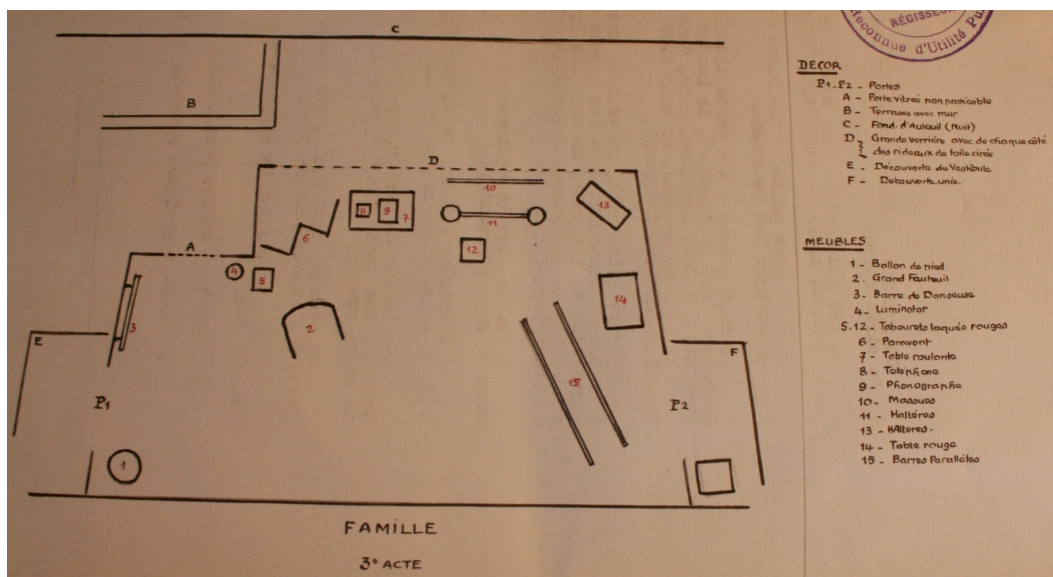 RÉGISSEUR
Reconnue d'Utilité Pu
C
B
D
10
8
9
7
11
13
6
12
A
4
5
3
2
14
E
F
15
P1
P2
1
FAMILLE
3° ACTE
DECOR
P1-P2 - Portes
A - Porte vitreé non praticable
B - Terrasse avec mur
C - Fond. d'Auteuil (Nuit)
D - Grande verrière avec de chaque côté
des rideaux de toile cirée
E - Découverte du Vestibule
F - Découverte unie.
MEUBLES
1 - Ballon de pied
2 - Grand Fauteuil
3 - Barre de Danseuse
4 - Luminator
5.12 - Tabourets laqués rouges
6 - Paravent
7 - Table roulante
8 - Telephone
9 - Phonographe
10 - Massues
11 - Haltères
13 - HAlteres -
14 - Table rouge
15 - Barres Parallèles